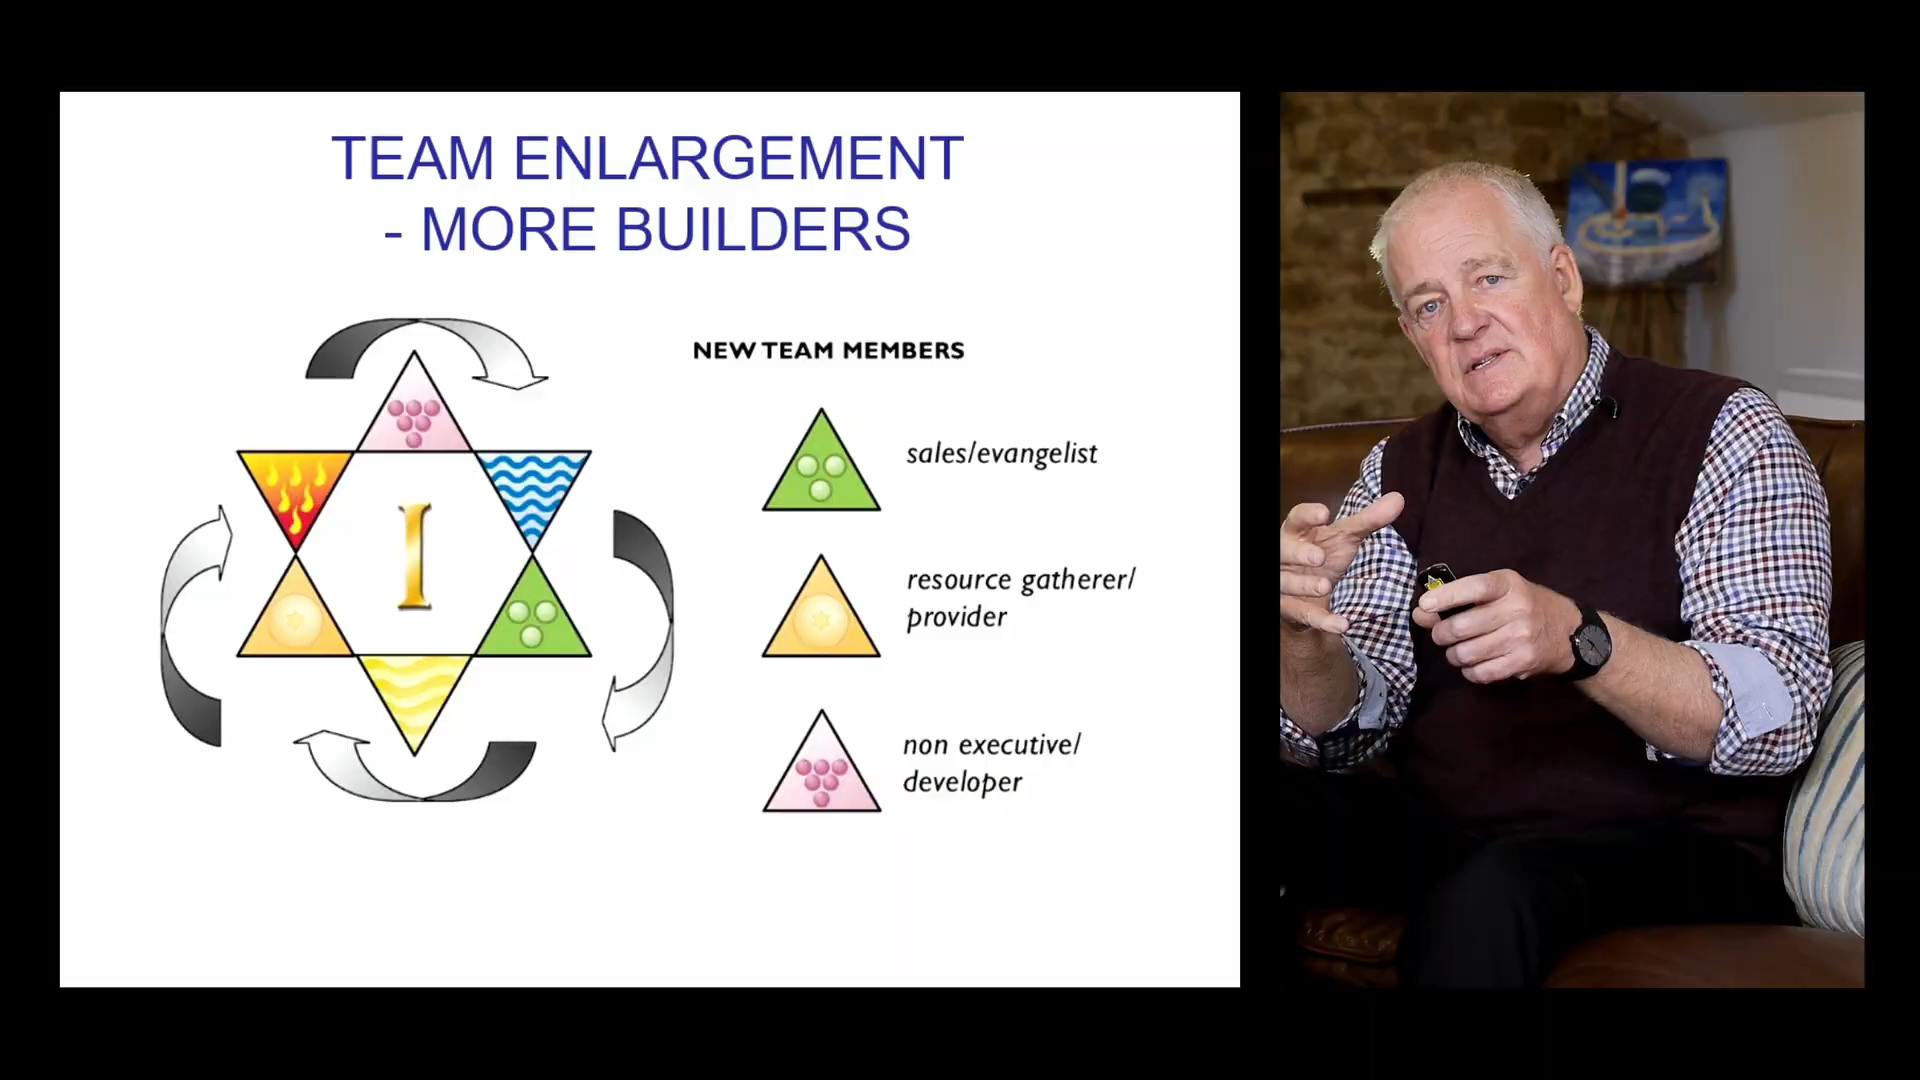 TEAM ENLARGEMENT
- MORE BUILDERS
NEW TEAM MEMBERS
I
sales/evangelist
resource gatherer/
provider
non executive/
developer